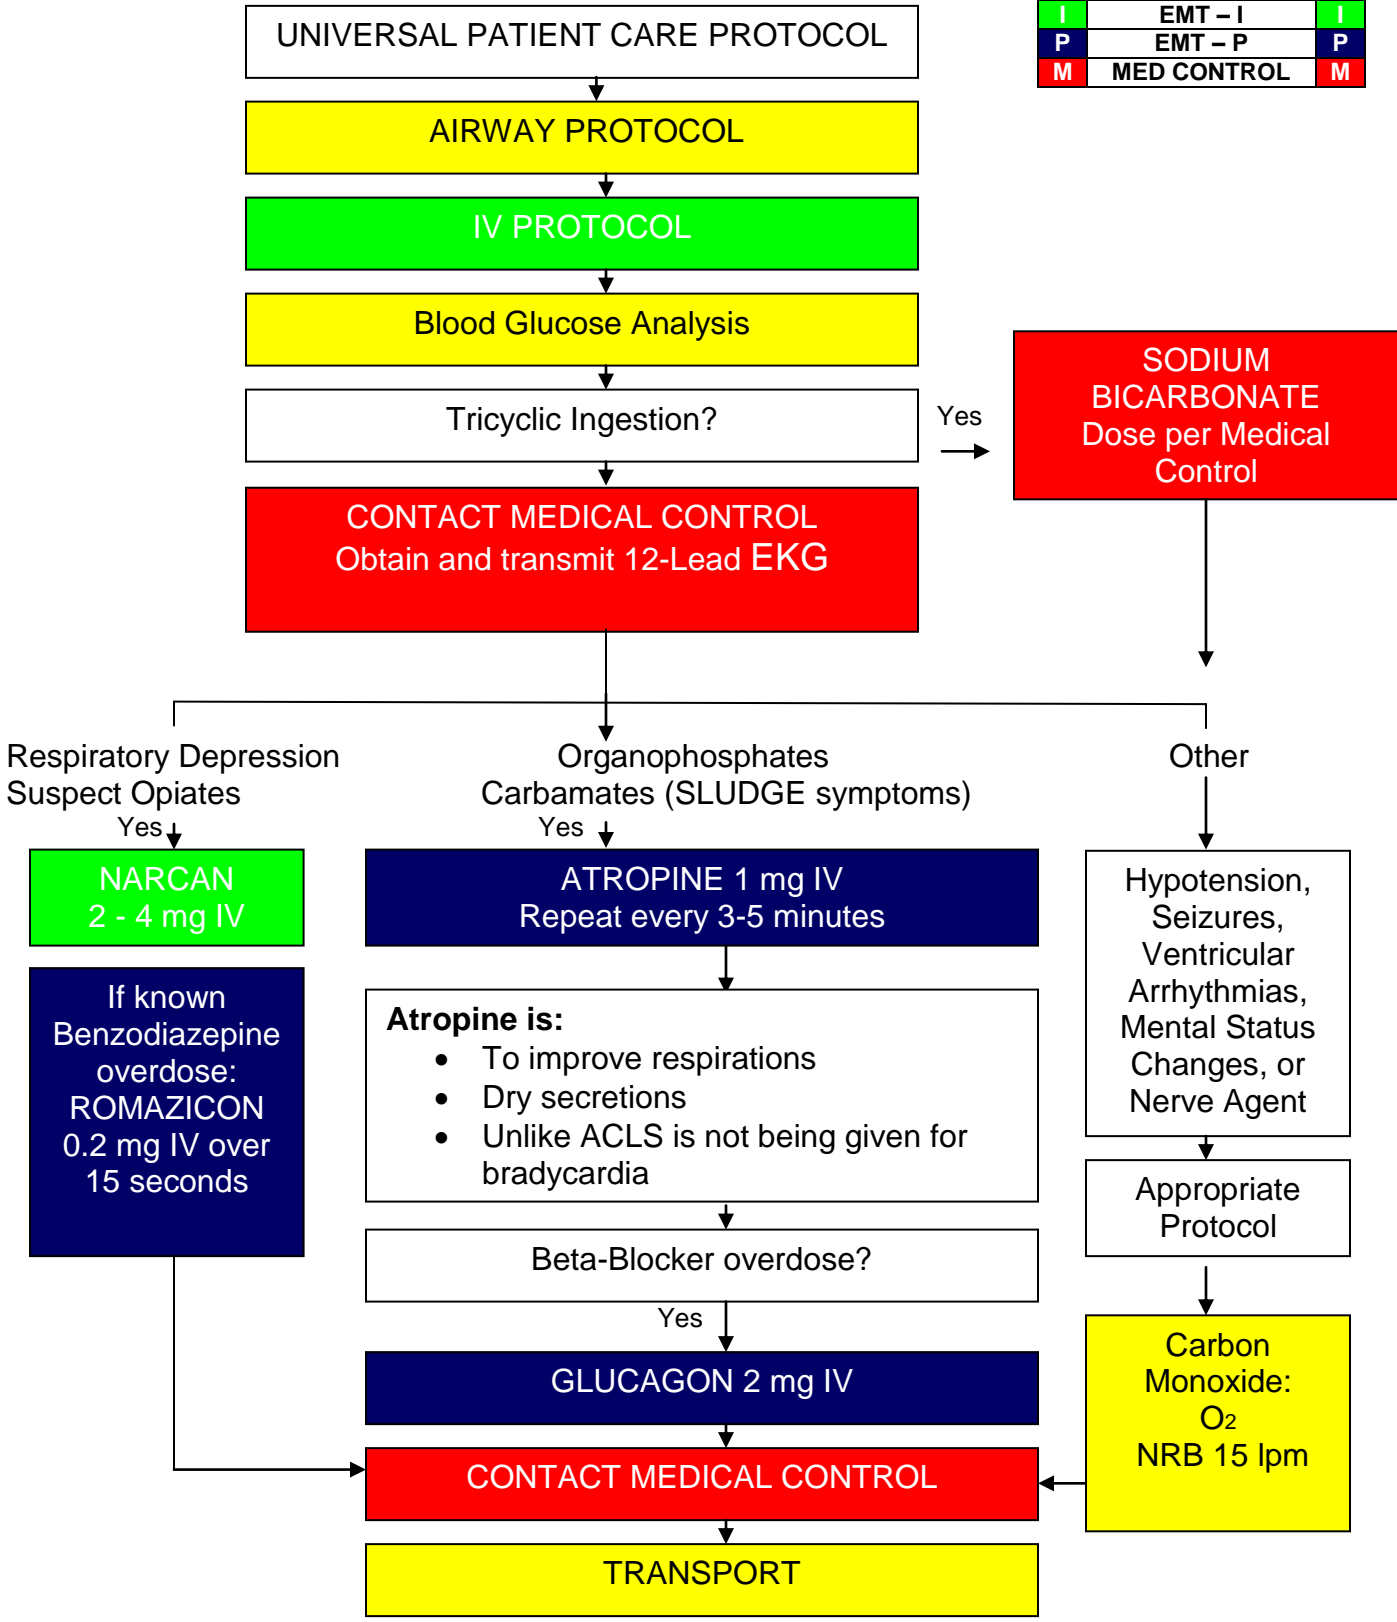 I EMT – I I
P EMT – P P
M MED CONTROL M
UNIVERSAL PATIENT CARE PROTOCOL
AIRWAY PROTOCOL
IV PROTOCOL
Blood Glucose Analysis
Tricyclic Ingestion?
Yes
SODIUM
BICARBONATE
Dose per Medical
Control
CONTACT MEDICAL CONTROL
Obtain and transmit 12-Lead EKG
Respiratory Depression
Suspect Opiates
Yes
NARCAN
2 - 4 mg IV
If known
Benzodiazepine
overdose:
ROMAZICON
0.2 mg IV over
15 seconds
Organophosphates
Carbamates (SLUDGE symptoms)
Yes
ATROPINE 1 mg IV
Repeat every 3-5 minutes
Atropine is:
• To improve respirations
• Dry secretions
• Unlike ACLS is not being given for
bradycardia
Beta-Blocker overdose?
Yes
GLUCAGON 2 mg IV
Other
Hypotension,
Seizures,
Ventricular
Arrhythmias,
Mental Status
Changes, or
Nerve Agent
Appropriate
Protocol
Carbon
Monoxide:
O2
NRB 15 lpm
CONTACT MEDICAL CONTROL
TRANSPORT